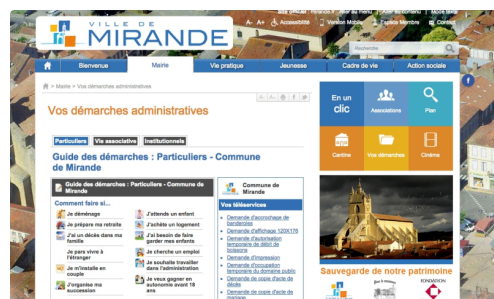 VILLE DE
MIRANDE
A- A+ Accessibilité Version Mobile Espace Membre Contact
Recherche
Bienvenue Mairie Vie pratique Jeunesse Cadre de vie Action sociale
> Mairie > Vos démarches administratives
A- A+
Vos démarches administratives
Particuliers Vie associative Institutionnels
Guide des démarches : Particuliers - Commune
de Mirande
Guide des démarches : Particuliers - Commune de
Mirande
Comment faire si...
Je déménage
Je prépare ma retraite
J'ai un décès dans ma
famille
Je pars vivre à
l'étranger
Je m'installe en
couple
J'organise ma
succession
J'attends un enfant
J'achète un logement
J'ai besoin de faire
garder mes enfants
Je cherche un emploi
Je souhaite travailler
dans l'administration
Je veux gagner en
autonomie avant 18
ans
Commune de
Mirande
Vos téléservices
Demande d'accrochage de
banderoles
Demande d'affichage 120X176
Demande d'autorisation
temporaire de débit de
boissons
Demande d'impression
Demande d'occupation
temporaire du domaine public
Demande de copie d'acte de
décès
Demande de copie d'acte de
mariage
En un
clic
Associations
Plan
Cantine
Vos démarches
Cinéma
Sauvegarde de notre patrimoine
MIRANDE
FONDATION